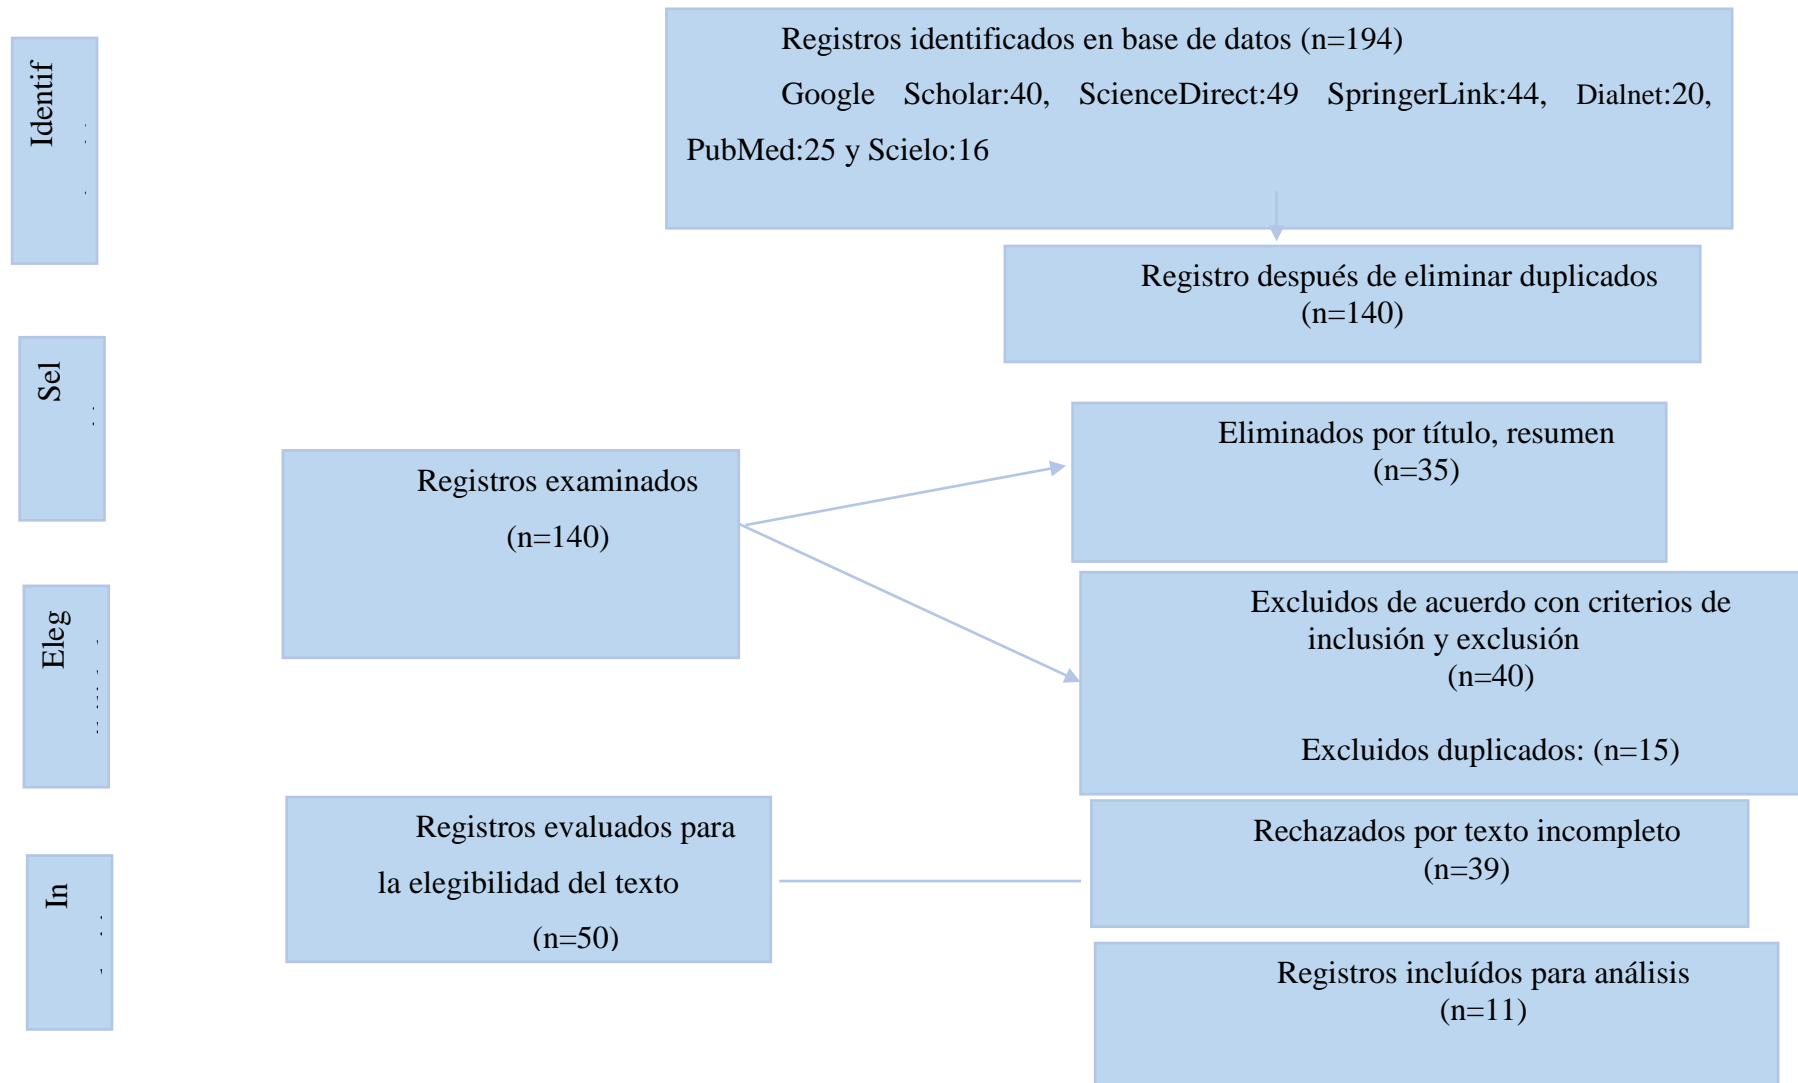 Identif
Registros identificados en base de datos (n=194)
Google Scholar:40, ScienceDirect:49 SpringerLink:44, Dialnet:20,
PubMed:25 y Scielo:16
Registro después de eliminar duplicados
(n=140)
Sel
Eliminados por título, resumen
(n=35)
Registros examinados
(n=140)
Excluidos de acuerdo con criterios de
inclusión y exclusión
(n=40)
Excluidos duplicados: (n=15)
Eleg
Registros evaluados para
la elegibilidad del texto
(n=50)
Rechazados por texto incompleto
(n=39)
In
Registros incluídos para análisis
(n=11)